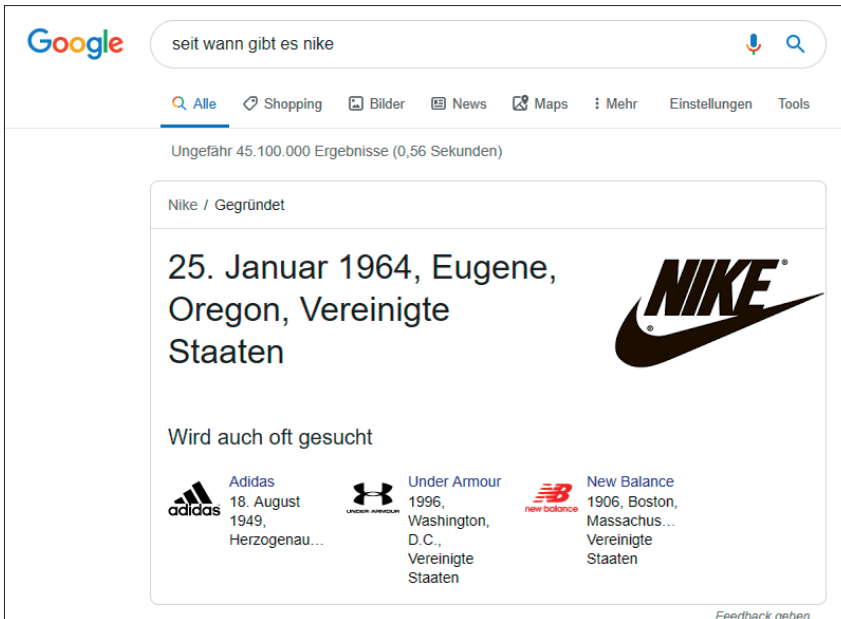 Google
seit wann gibt es nike
Alle Shopping Bilder News Maps Mehr Einstellungen Tools
Ungefähr 45.100.000 Ergebnisse (0,56 Sekunden)
Nike / Gegründet
25. Januar 1964, Eugene,
Oregon, Vereinigte
Staaten
NIKE
Wird auch oft gesucht
adidas
Adidas
18. August
1949,
Herzogenau…
UNDER ARMOUR
Under Armour
1996,
Washington,
D.C.,
Vereinigte
Staaten
NB
new balance
New Balance
1906, Boston,
Massachus…
Vereinigte
Staaten
Feedback geben